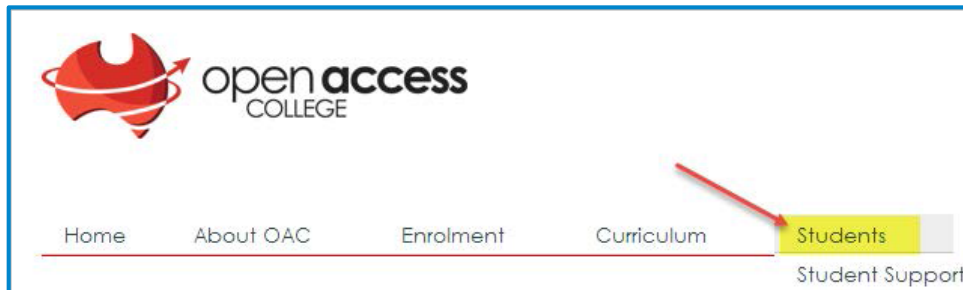 open access
COLLEGE
Home About OAC Enrolment Curriculum Students
Student Support